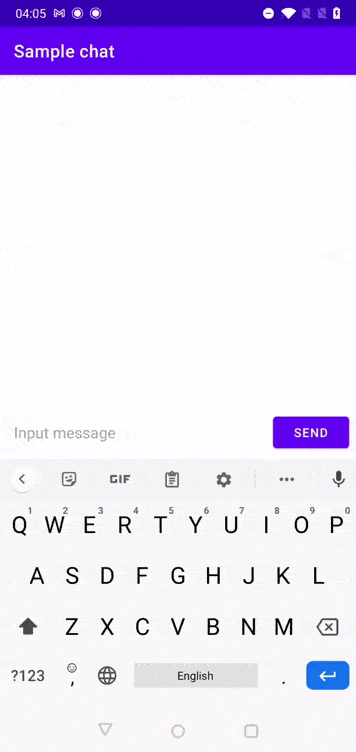 04:05
Sample chat
Input message
SEND
GIF
1 2 3 4 5 6 7 8 9 0
Q W E R T Y U I O P
A S D F G H J K L
Z X C V B N M
?123 , English .